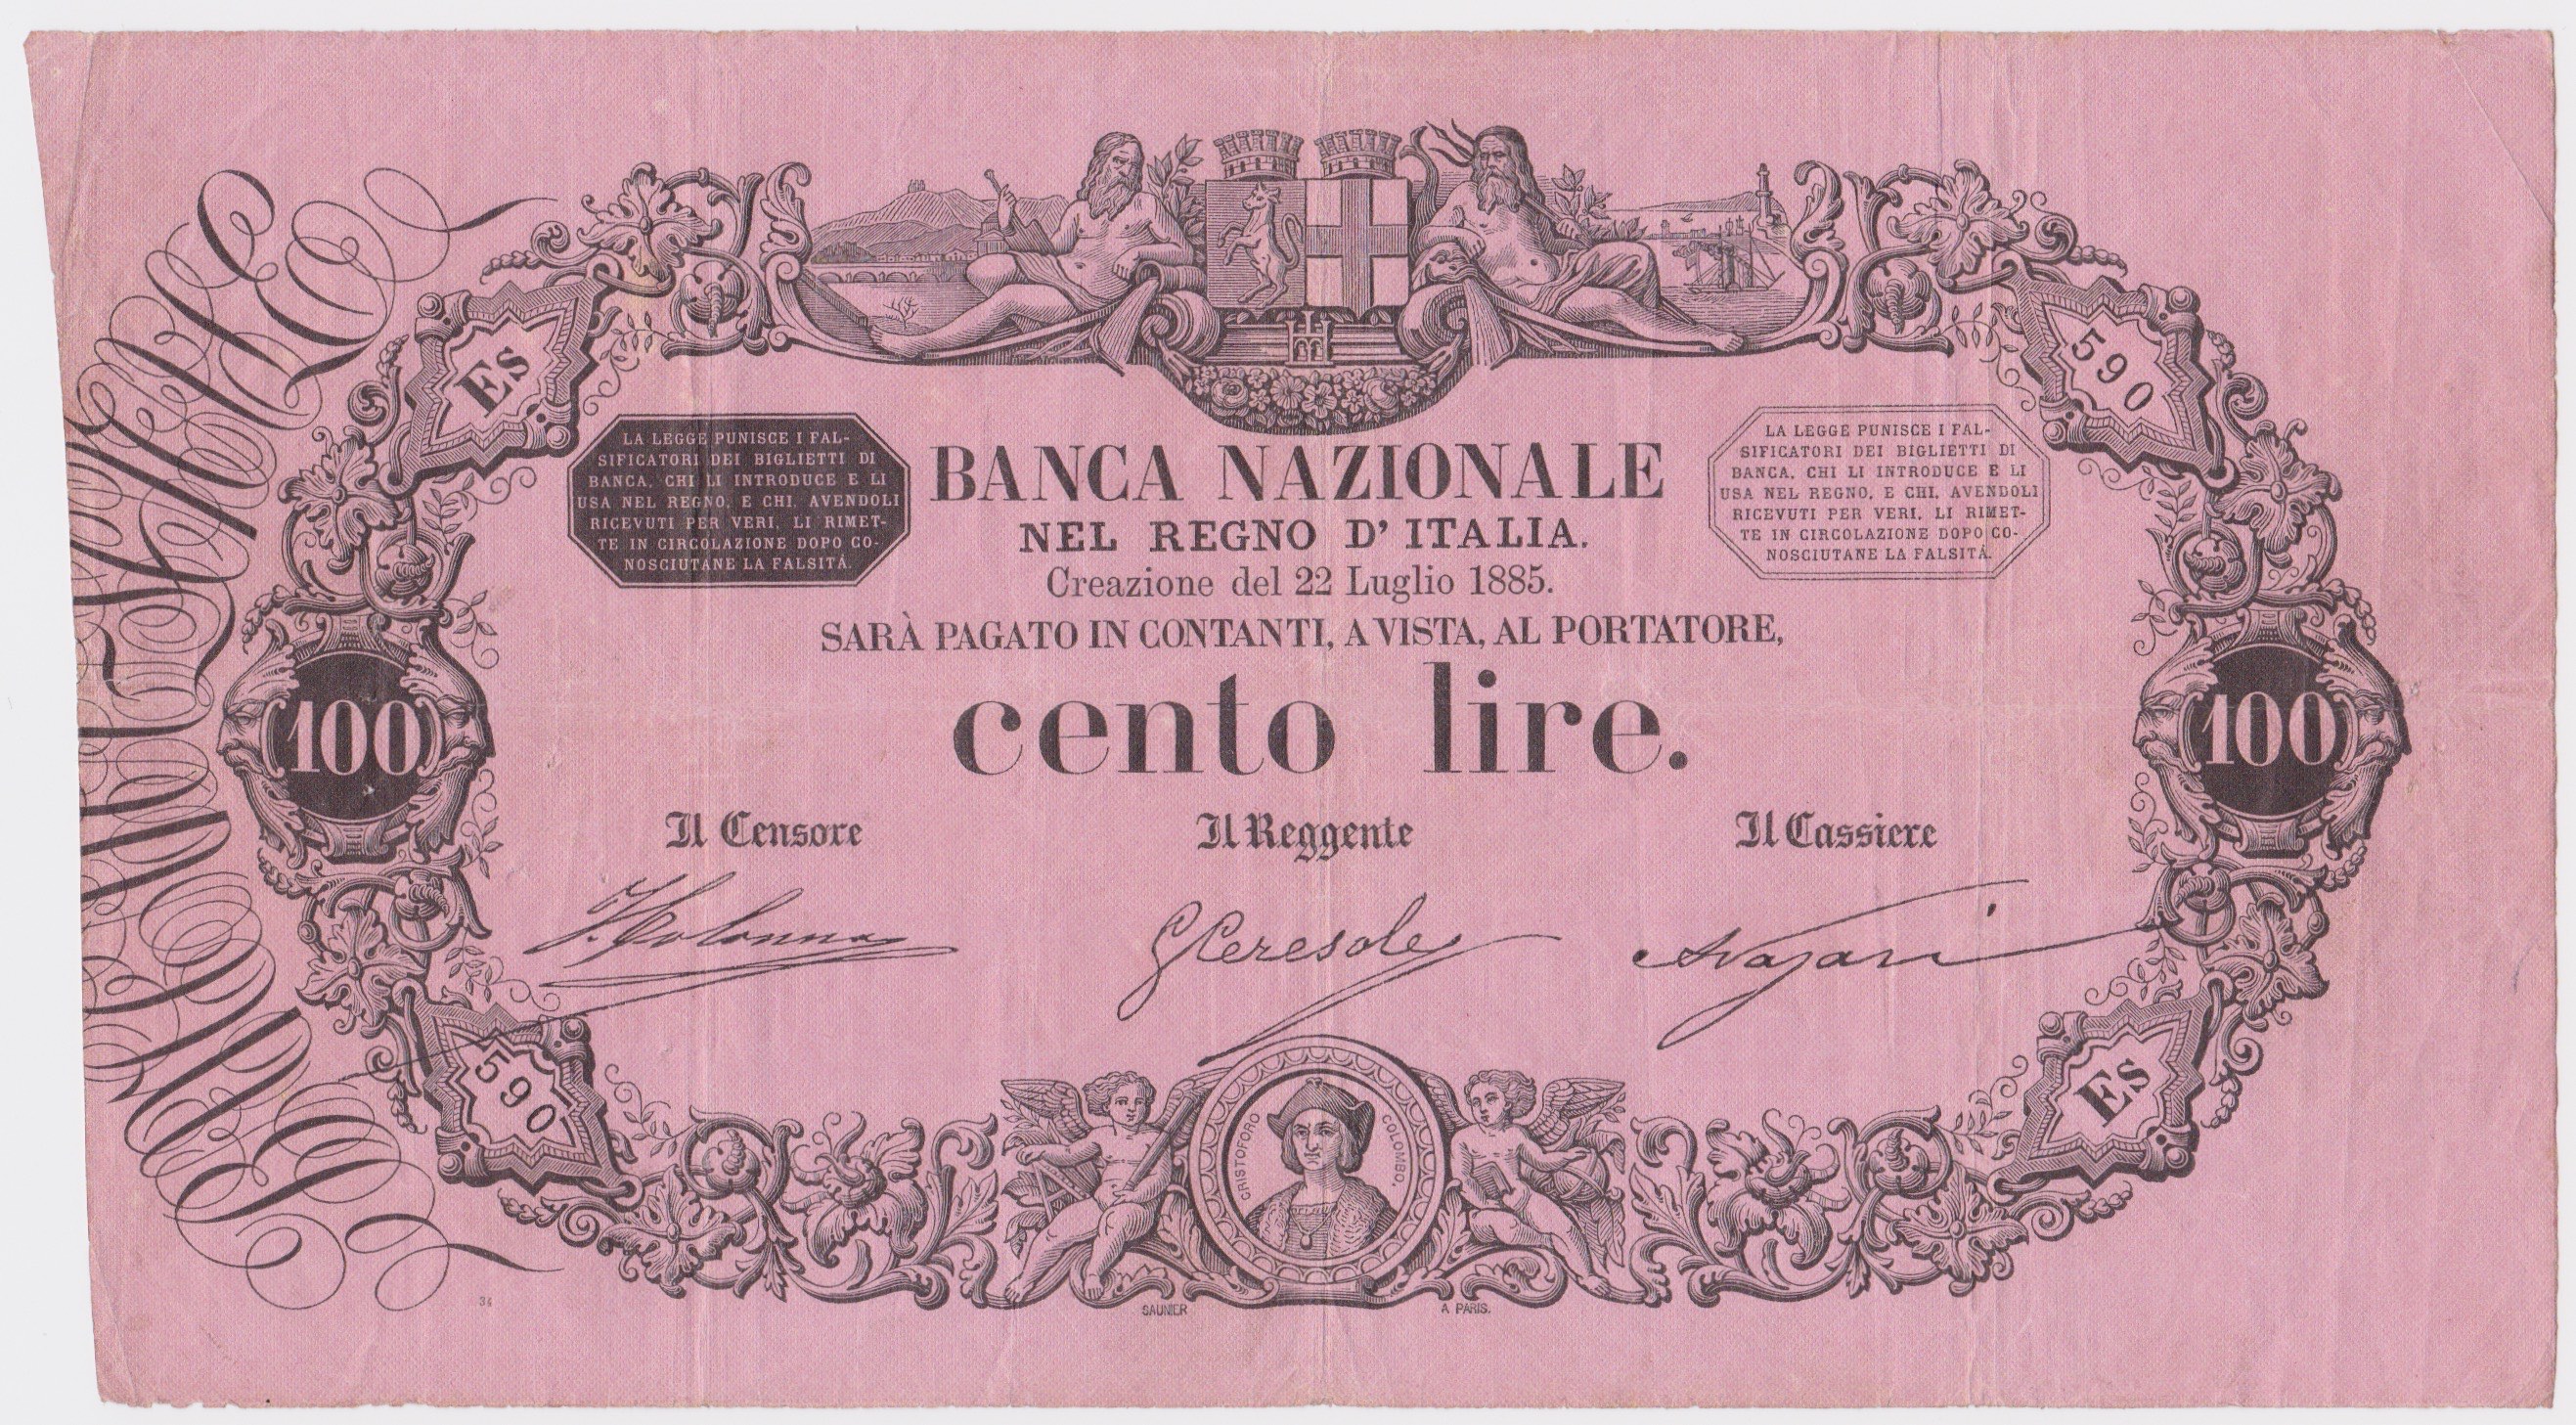 Es
590
LA LEGGE PUNISCE I FAL-
SIFICATORI DEI BIGLIETTI DI
BANCA, CHI LI INTRODUCE E LI
USA NEL REGNO, E CHI, AVENDOLI
RICEVUTI PER VERI, LI RIMET-
TE IN CIRCOLAZIONE DOPO CO-
NOSCIUTANE LA FALSITÀ.
BANCA NAZIONALE
NEL REGNO D'ITALIA.
Creazione del 22 Luglio 1885.
LA LEGGE PUNISCE I FAL-
SIFICATORI DEI BIGLIETTI DI
BANCA, CHI LI INTRODUCE E LI
USA NEL REGNO, E CHI, AVENDOLI
RICEVUTI PER VERI, LI RIMET-
TE IN CIRCOLAZIONE DOPO CO-
NOSCIUTANE LA FALSITÀ.
SARÀ PAGATO IN CONTANTI, A VISTA, AL PORTATORE,
100
cento lire.
100
Il Censore
Il Reggente
Il Cassiere
GCeresole
590
Es
CRISTOFORO COLOMBO.
SAUNIER
A PARIS.